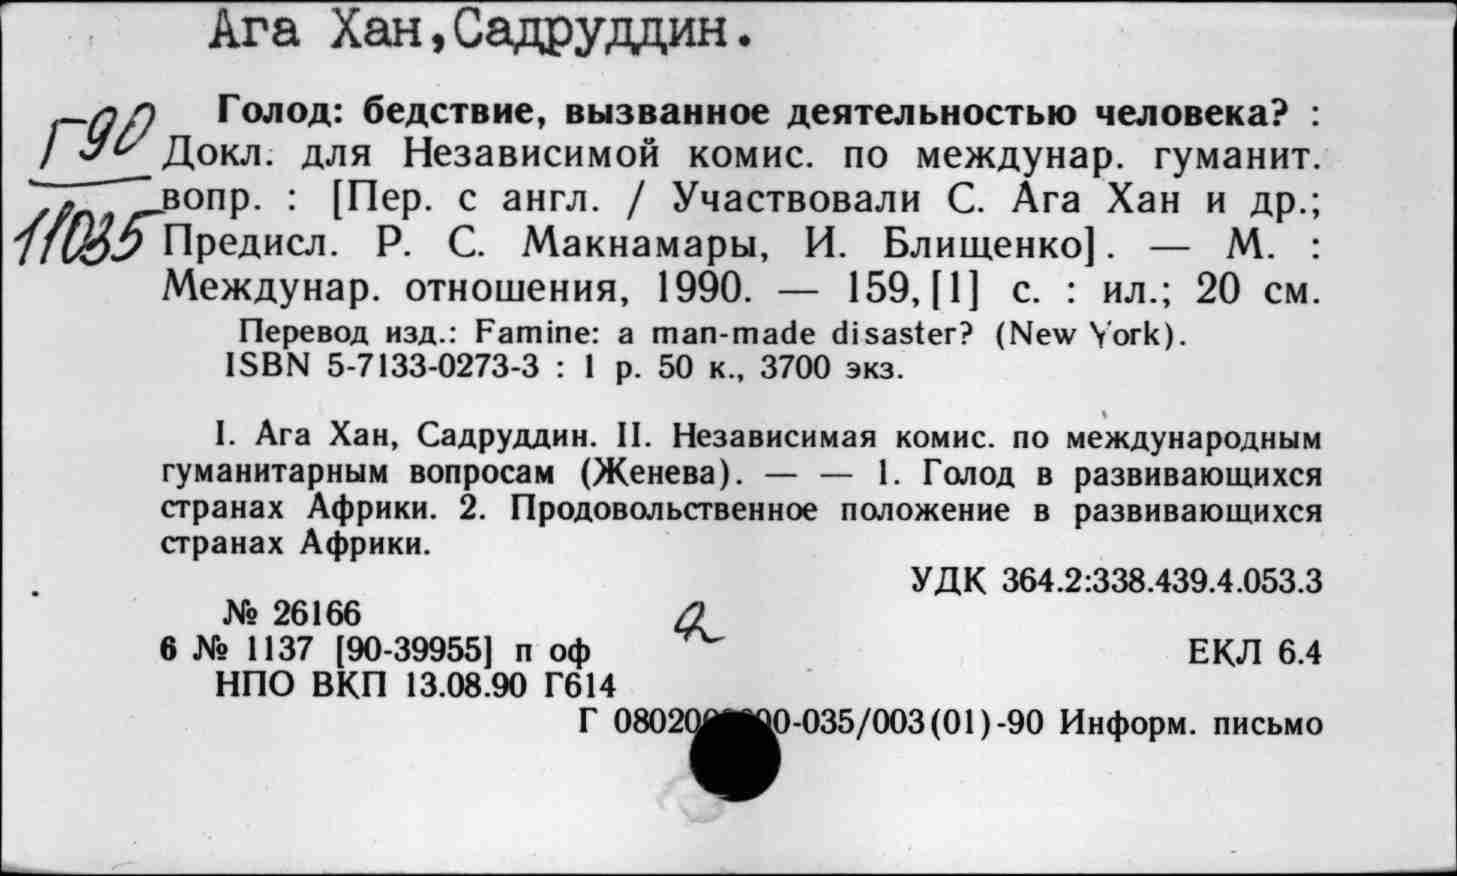 Ага Хан,Садруддин.
Г90
11035
Голод: бедствие, вызванное деятельностью человека? :
Докл. для Независимой комис. по междунар. гуманит.
вопр. : [Пер. с англ. / Участвовали С. Ага Хан и др.;
Предисл. Р. С. Макнамары, И. Блищенко]. — М. :
Междунар. отношения, 1990. — 159,[1] с. : ил.; 20 см.
Перевод изд.: Famine: a man-made disaster? (New York).
ISBN 5-7133-0273-3 : 1 р. 50 к., 3700 экз.
I. Ага Хан, Садруддин. II. Независимая комис. по международным
гуманитарным вопросам (Женева). — — 1. Голод в развивающихся
странах Африки. 2. Продовольственное положение в развивающихся
странах Африки.
УДК 364.2:338.439.4.053.3
№ 26166
6 № 1137 [90-39955] п оф
ЕКЛ 6.4
НПО ВКП 13.08.90 Г614
Г -035/003(01)-90 Информ. письмо